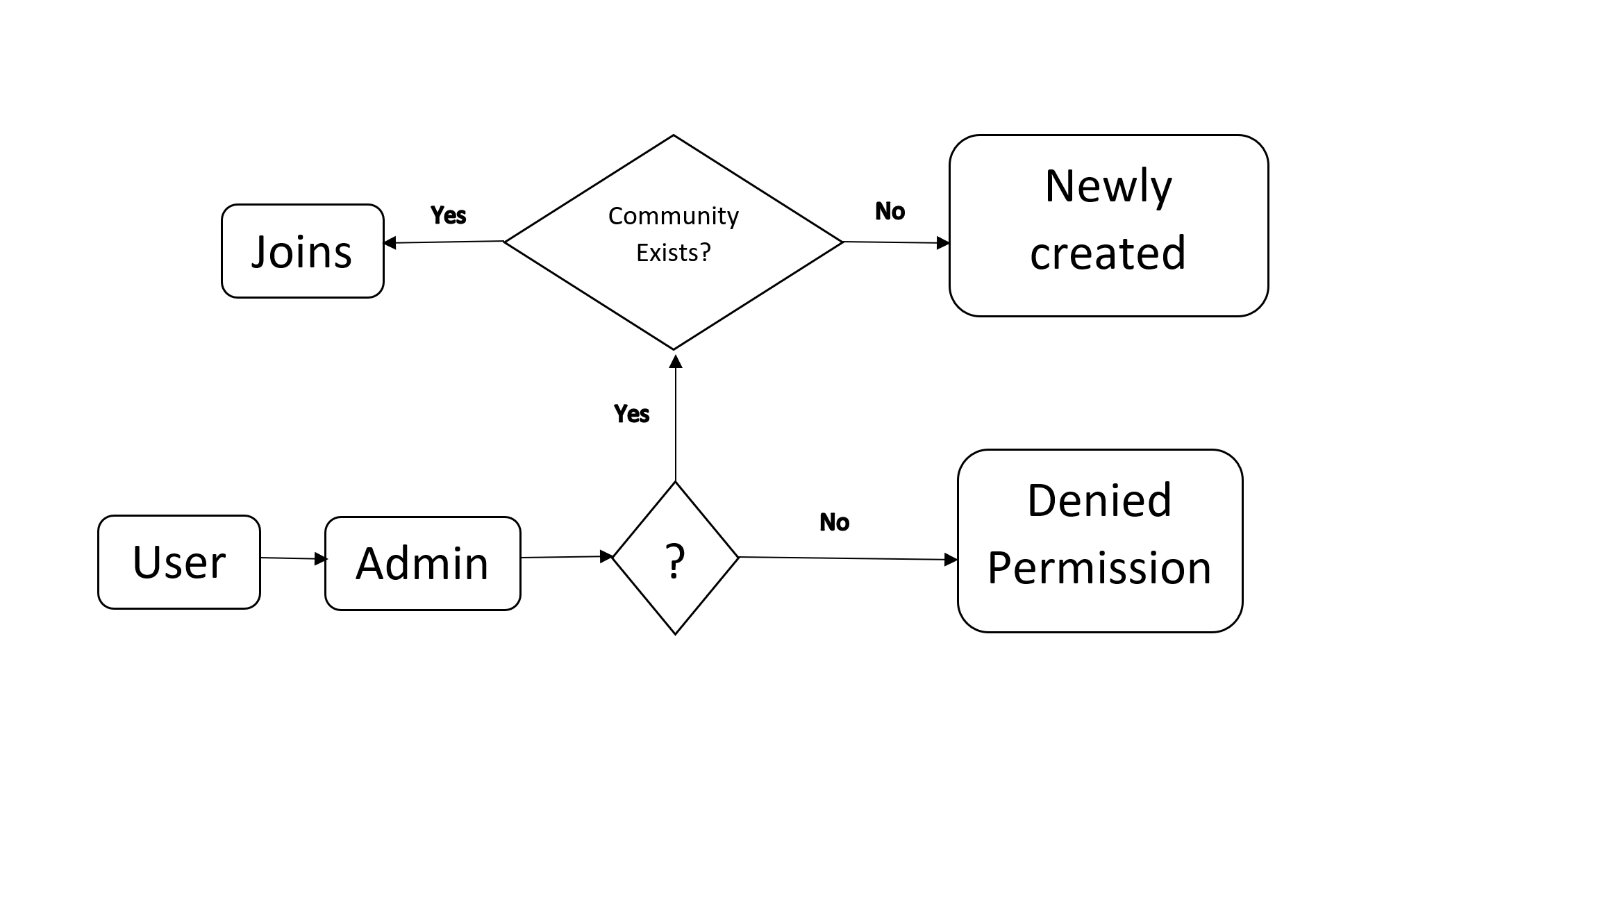 Newly
created
Community
Exists?
Yes
No
Joins
Yes
Denied
Permission
No
User
Admin
?